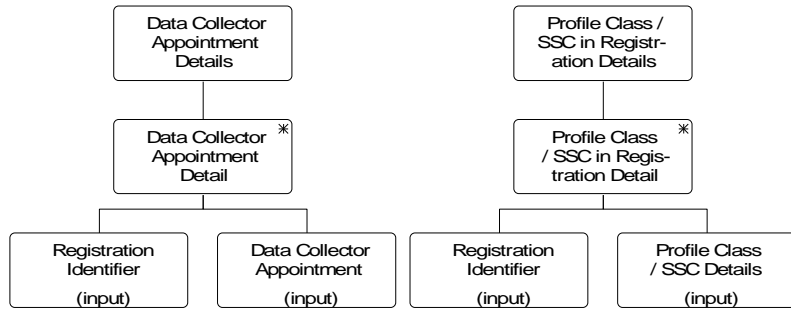 Data Collector
Appointment
Details
Profile Class /
SSC in Registr-
ation Details
Data Collector
Appointment
Detail
*
Profile Class
/ SSC in Regis-
tration Detail
*
Registration
Identifier
(input)
Data Collector
Appointment
(input)
Registration
Identifier
(input)
Profile Class
/ SSC Details
(input)